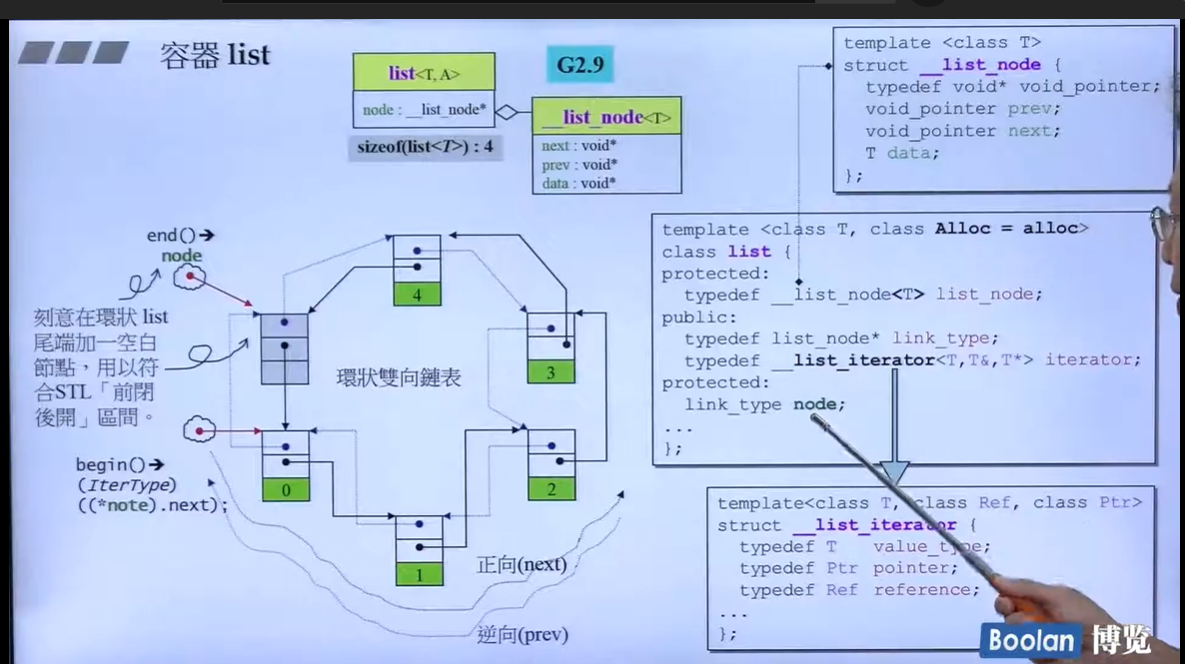 容器 list
G2.9
list<T, A>
node : __list_node*
sizeof(list<T>) : 4
__list_node<T>
next : void*
prev : void*
data : void*
template <class T>
struct __list_node {
typedef void* void_pointer;
void_pointer prev;
void_pointer next;
T data;
};
template <class T, class Alloc = alloc>
class list {
protected:
typedef __list_node<T> list_node;
public:
typedef list_node* link_type;
typedef __list_iterator<T,T&,T*> iterator;
protected:
link_type node;
...
};
template<class T, class Ref, class Ptr>
struct __list_iterator {
typedef T value_type;
typedef Ptr pointer;
typedef Ref reference;
...
};
end()➔
node
刻意在環狀 list
尾端加一空白
節點，用以符
合STL「前閉
後開」區間。
begin()➔
(IterType)
((*note).next);
環狀雙向鏈表
4
3
2
0
1
正向(next)
逆向(prev)
Boolan 博览